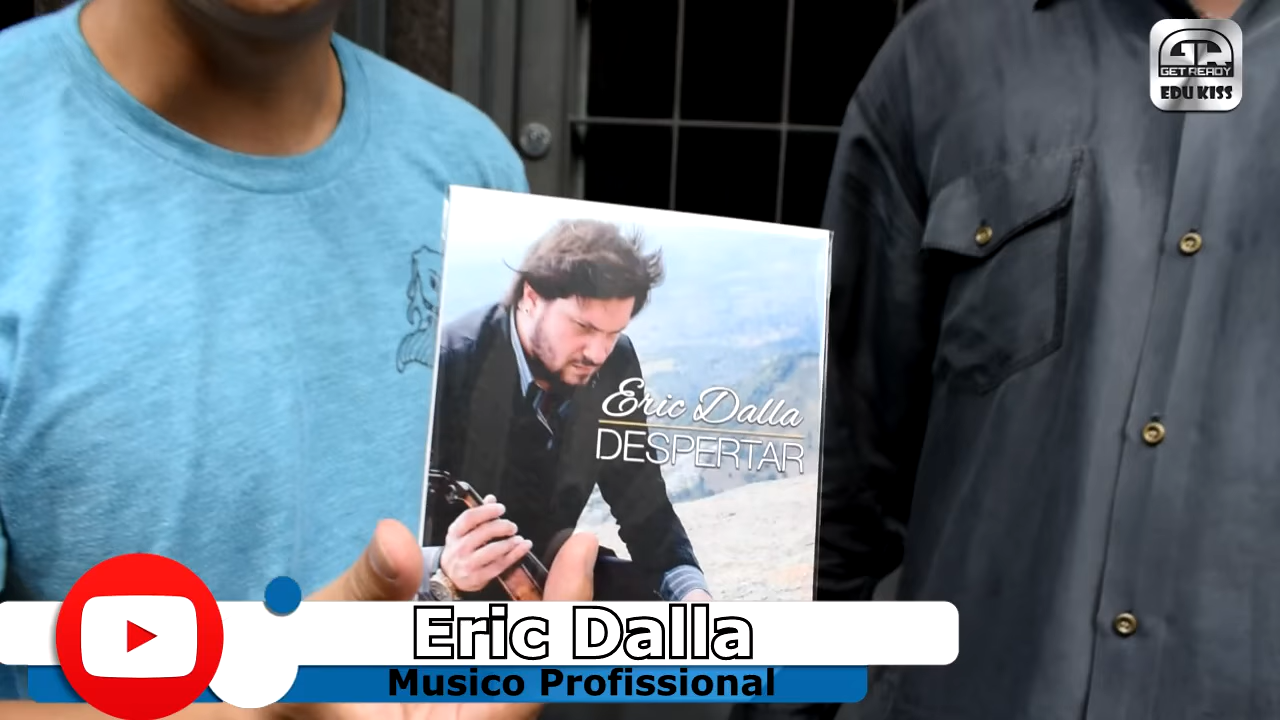 GET READY
EDU KISS
Eric Dalla
DESPERTAR
Eric Dalla
Musico Profissional